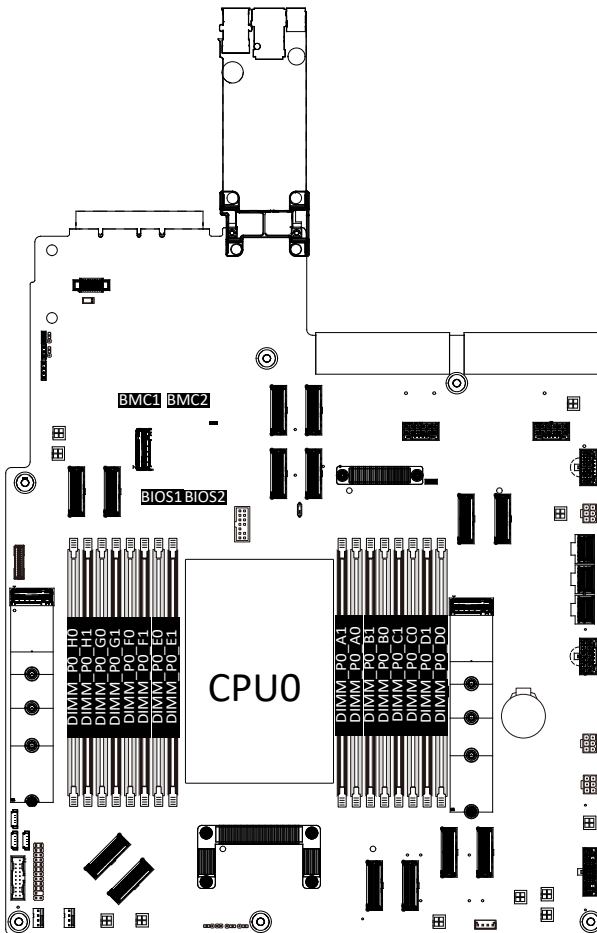 BMC1 BMC2
BIOS1 BIOS2
DIMM_P0_H0
DIMM_P0_H1
DIMM_P0_G0
DIMM_P0_G1
DIMM_P0_F0
DIMM_P0_F1
DIMM_P0_E0
DIMM_P0_E1
CPU0
DIMM_P0_A1
DIMM_P0_A0
DIMM_P0_B1
DIMM_P0_B0
DIMM_P0_C1
DIMM_P0_C0
DIMM_P0_D1
DIMM_P0_D0